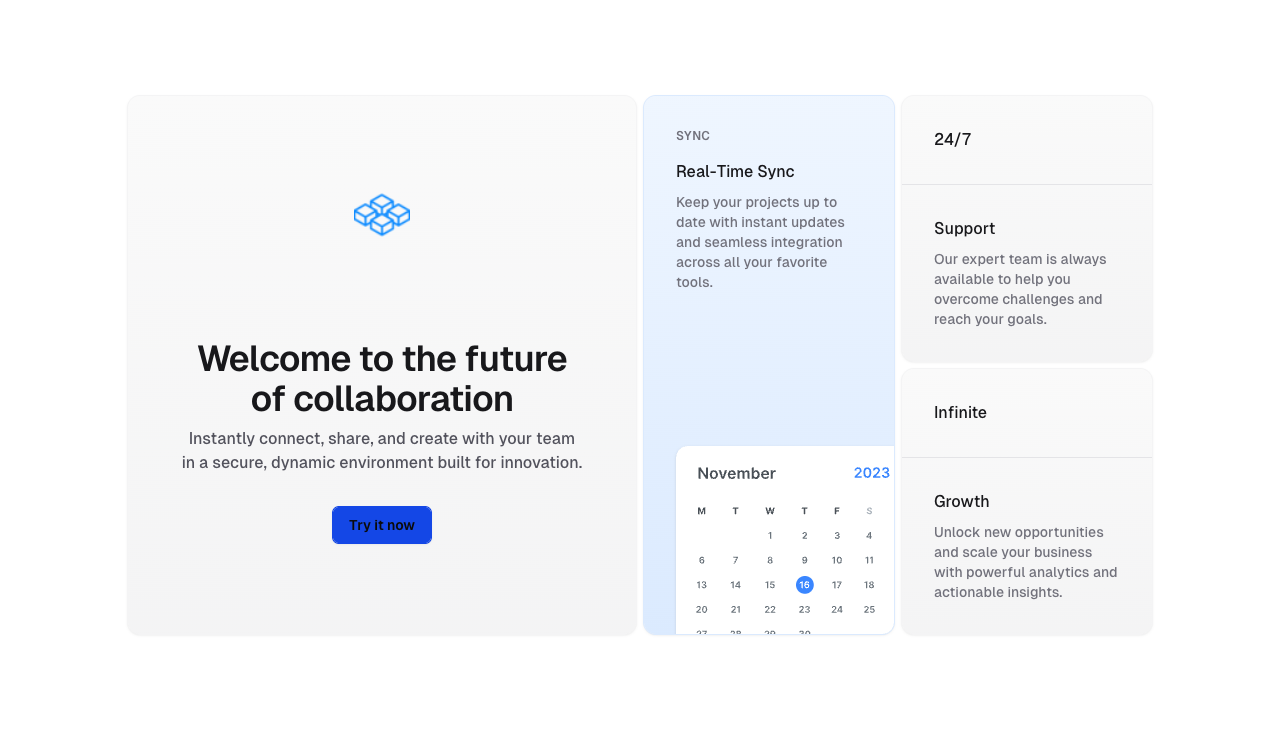 Welcome to the future
of collaboration
Instantly connect, share, and create with your team
in a secure, dynamic environment built for innovation.
Try it now
SYNC
Real-Time Sync
Keep your projects up to
date with instant updates
and seamless integration
across all your favorite
tools.
November 2023
M T W T F S
1 2 3 4
6 7 8 9 10 11
13 14 15 16 17 18
20 21 22 23 24 25
27 28 29 30
24/7
Support
Our expert team is always
available to help you
overcome challenges and
reach your goals.
Infinite
Growth
Unlock new opportunities
and scale your business
with powerful analytics and
actionable insights.